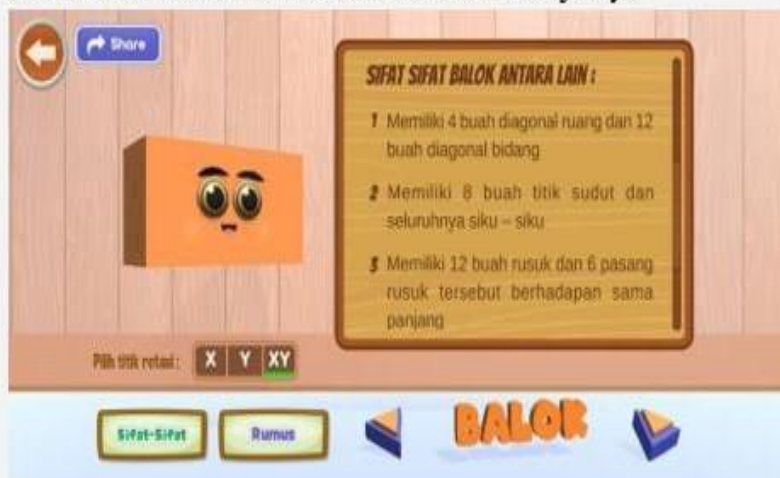 Share
SIFAT SIFAT BALOK ANTARA LAIN :
1 Memiliki 4 buah diagonal ruang dan 12
buah diagonal bidang
2 Memiliki 8 buah titik sudut dan
seluruhnya siku – siku
3 Memiliki 12 buah rusuk dan 6 pasang
rusuk tersebut berhadapan sama
panjang
Pilih titik rotasi : X Y XY
Sifat-Sifat
Rumus
BALOK